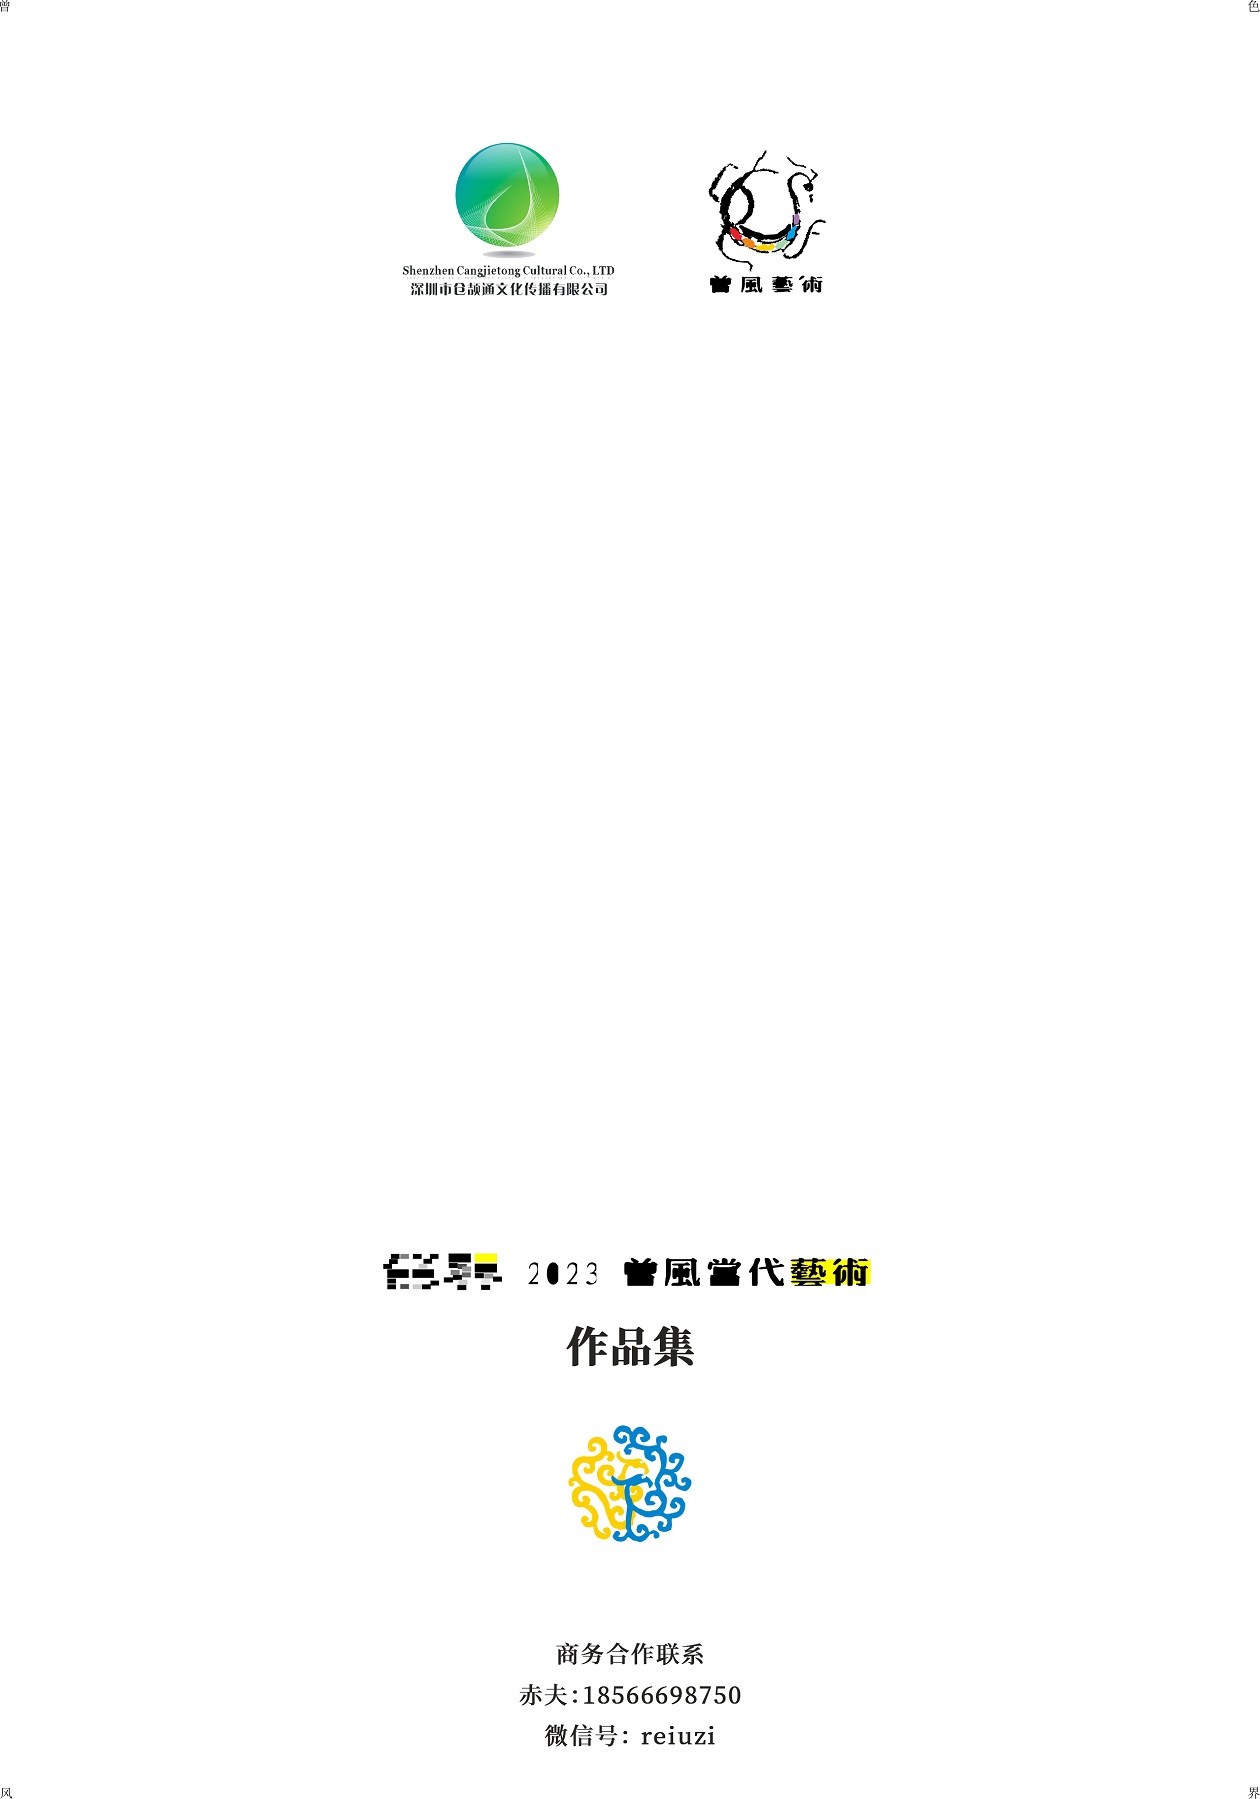 曾 色
Shenzhen Cangjietong Cultural Co., LTD
深圳市仓颉通文化传播有限公司
曾風藝術
2023 曾風當代藝術
作品集
商务合作联系
赤夫:18566698750
微信号: reiuzi
风 界